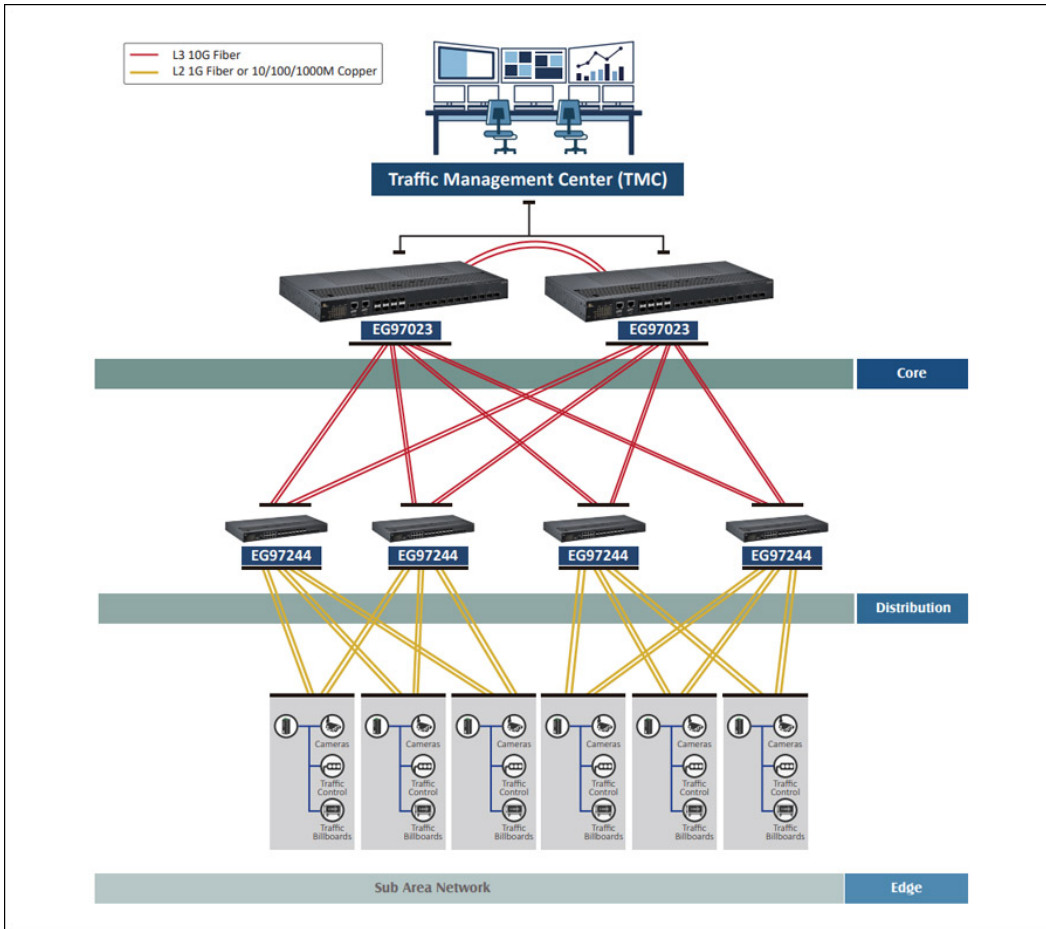 L3 10G Fiber
L2 1G Fiber or 10/100/1000M Copper
Traffic Management Center (TMC)
EG97023
EG97023
Core
EG97244
EG97244
EG97244
EG97244
Distribution
Cameras
Traffic
Control
Traffic
Billboards
Cameras
Traffic
Control
Traffic
Billboards
Cameras
Traffic
Control
Traffic
Billboards
Cameras
Traffic
Control
Traffic
Billboards
Cameras
Traffic
Control
Traffic
Billboards
Cameras
Traffic
Control
Traffic
Billboards
Sub Area Network
Edge